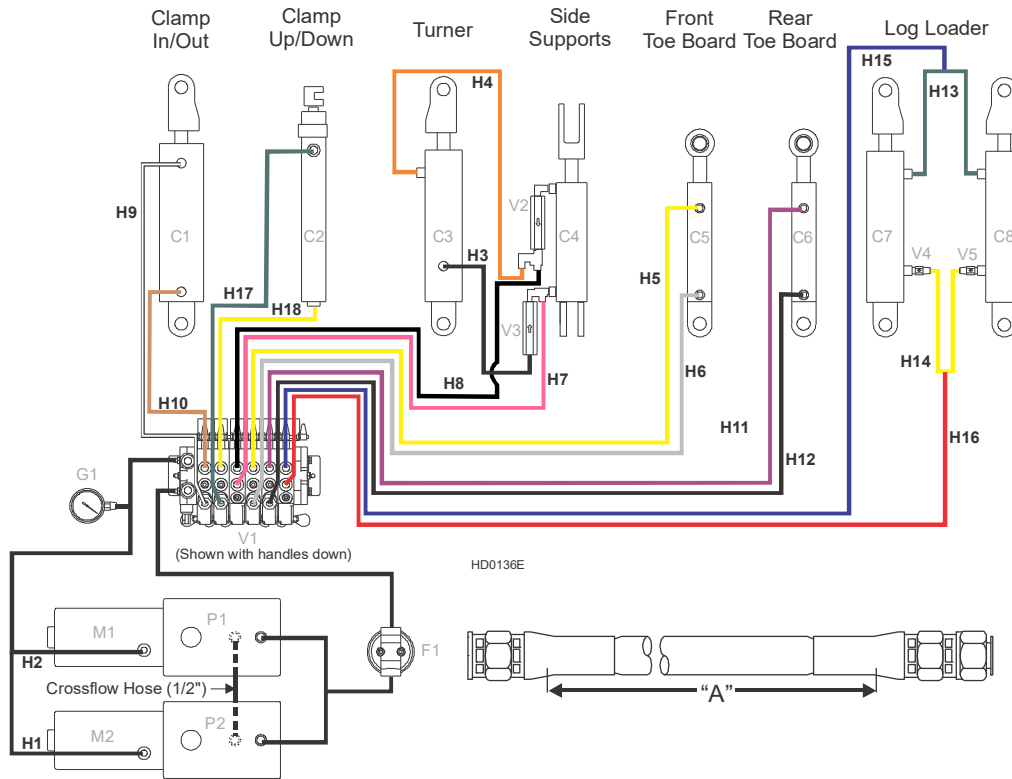 Clamp
In/Out
Clamp
Up/Down
Turner
Side
Supports
Front
Toe Board
Rear
Toe Board
Log Loader
H15
H4
H13
H9
V2
C1
C2
C3
C4
C5
C6
C7
C8
H3
V4
V5
H5
H17
H18
V3
H14
H8
H7
H6
H10
H11
H16
H12
G1
V1
(Shown with handles down)
HD0136E
P1
M1
F1
H2
Crossflow Hose (1/2")
"A"
P2
M2
H1